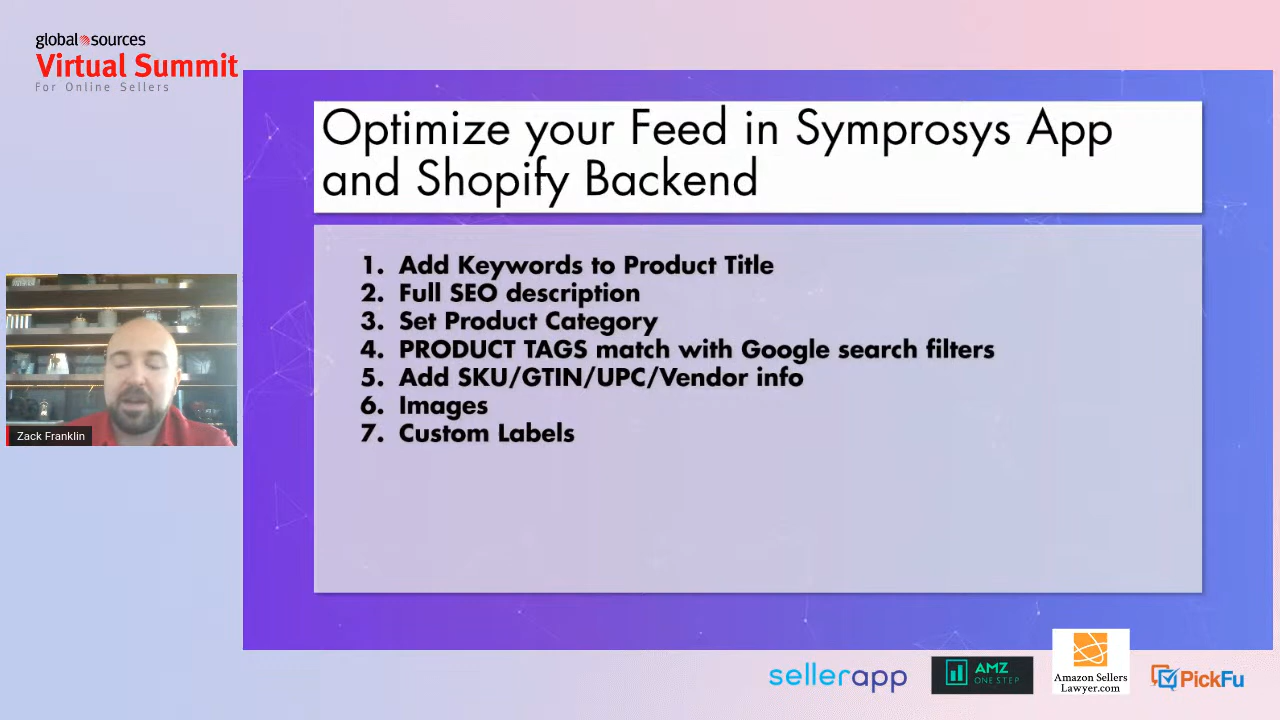 global sources
Virtual Summit
For Online Sellers
Optimize your Feed in Symprosys App
and Shopify Backend
1. Add Keywords to Product Title
2. Full SEO description
3. Set Product Category
4. PRODUCT TAGS match with Google search filters
5. Add SKU/GTIN/UPC/Vendor info
6. Images
7. Custom Labels
Zack Franklin
sellerapp
AMZ
ONE STEP
Amazon Sellers
Lawyer.com
PickFu